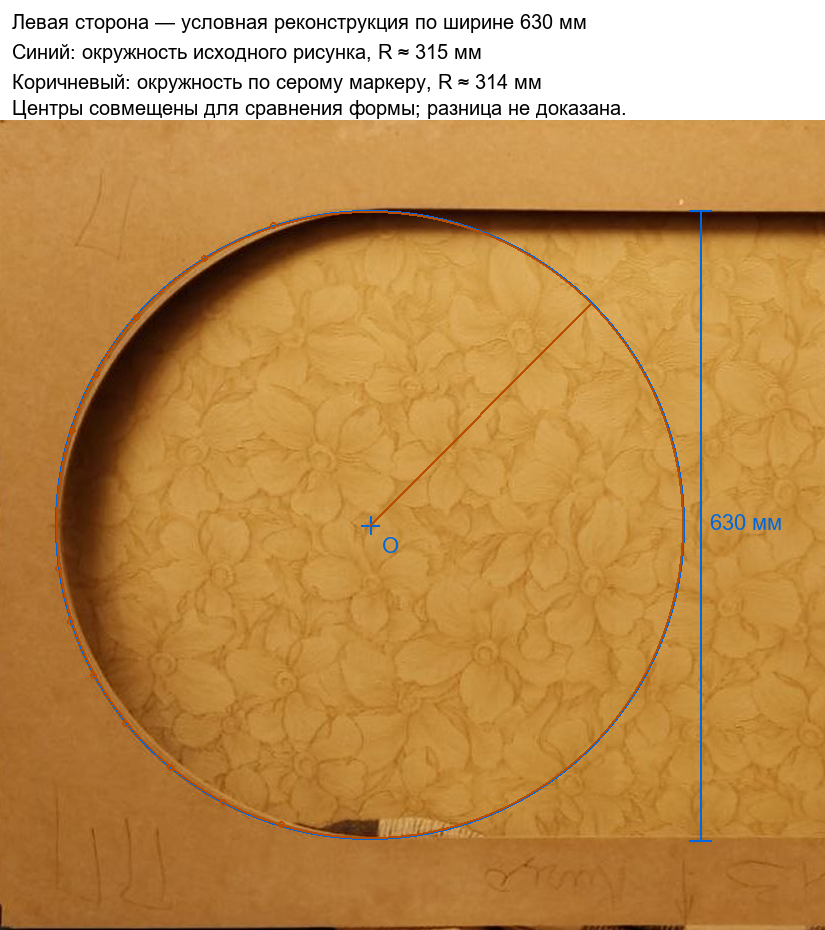 Левая сторона — условная реконструкция по ширине 630 мм
Синий: окружность исходного рисунка, R ≈ 315 мм
Коричневый: окружность по серому маркеру, R ≈ 314 мм
Центры совмещены для сравнения формы; разница не доказана.
630 мм
O